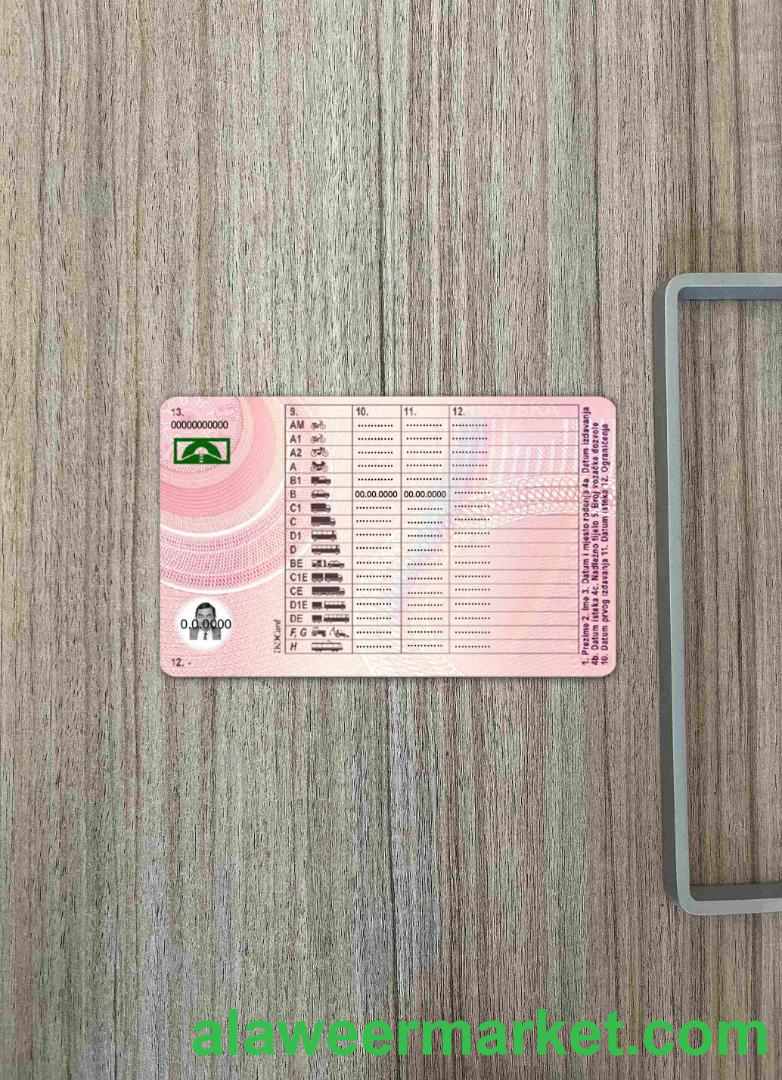 13.
00000000000
0.0.0000
12. -
IDDCard
9. 10. 11. 12.
AM
A1
A2
A
B1
B 00.00.0000 00.00.0000
C1
C
D1
D
BE
C1E
CE
D1E
DE
F, G
H
1. Prezime 2. Ime 3. Datum i mjesto rođenja 4a. Datum izdavanja
4b. Datum isteka 4c. Nadležno tijelo 5. Broj vozačke dozvole
10. Datum prvog izdavanja 11. Datum isteka 12. Ograničenja
alaweermarket.com